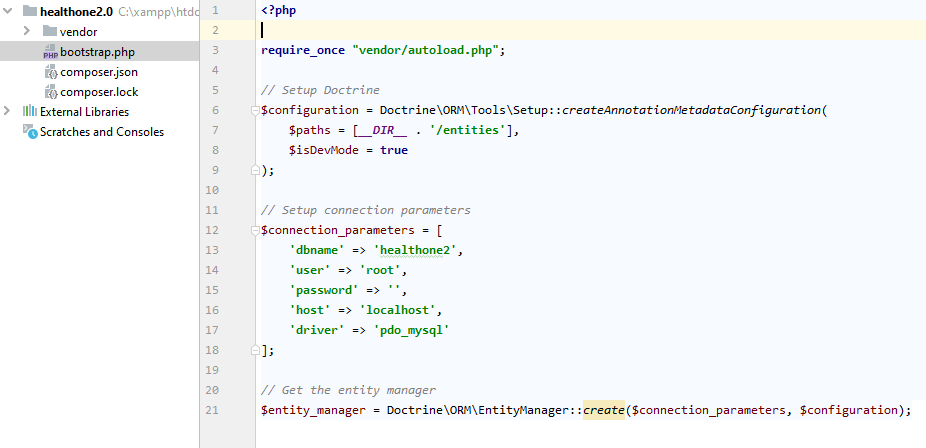 healthone2.0 C:\xampp\htdc
vendor
bootstrap.php
composer.json
composer.lock
External Libraries
Scratches and Consoles
1 <?php
2
3 require_once "vendor/autoload.php";
4
5 // Setup Doctrine
6 $configuration = Doctrine\ORM\Tools\Setup::createAnnotationMetadataConfiguration(
7     $paths = [__DIR__ . '/entities'],
8     $isDevMode = true
9 );
10
11 // Setup connection parameters
12 $connection_parameters = [
13     'dbname' => 'healthone2',
14     'user' => 'root',
15     'password' => '',
16     'host' => 'localhost',
17     'driver' => 'pdo_mysql'
18 ];
19
20 // Get the entity manager
21 $entity_manager = Doctrine\ORM\EntityManager::create($connection_parameters, $configuration);